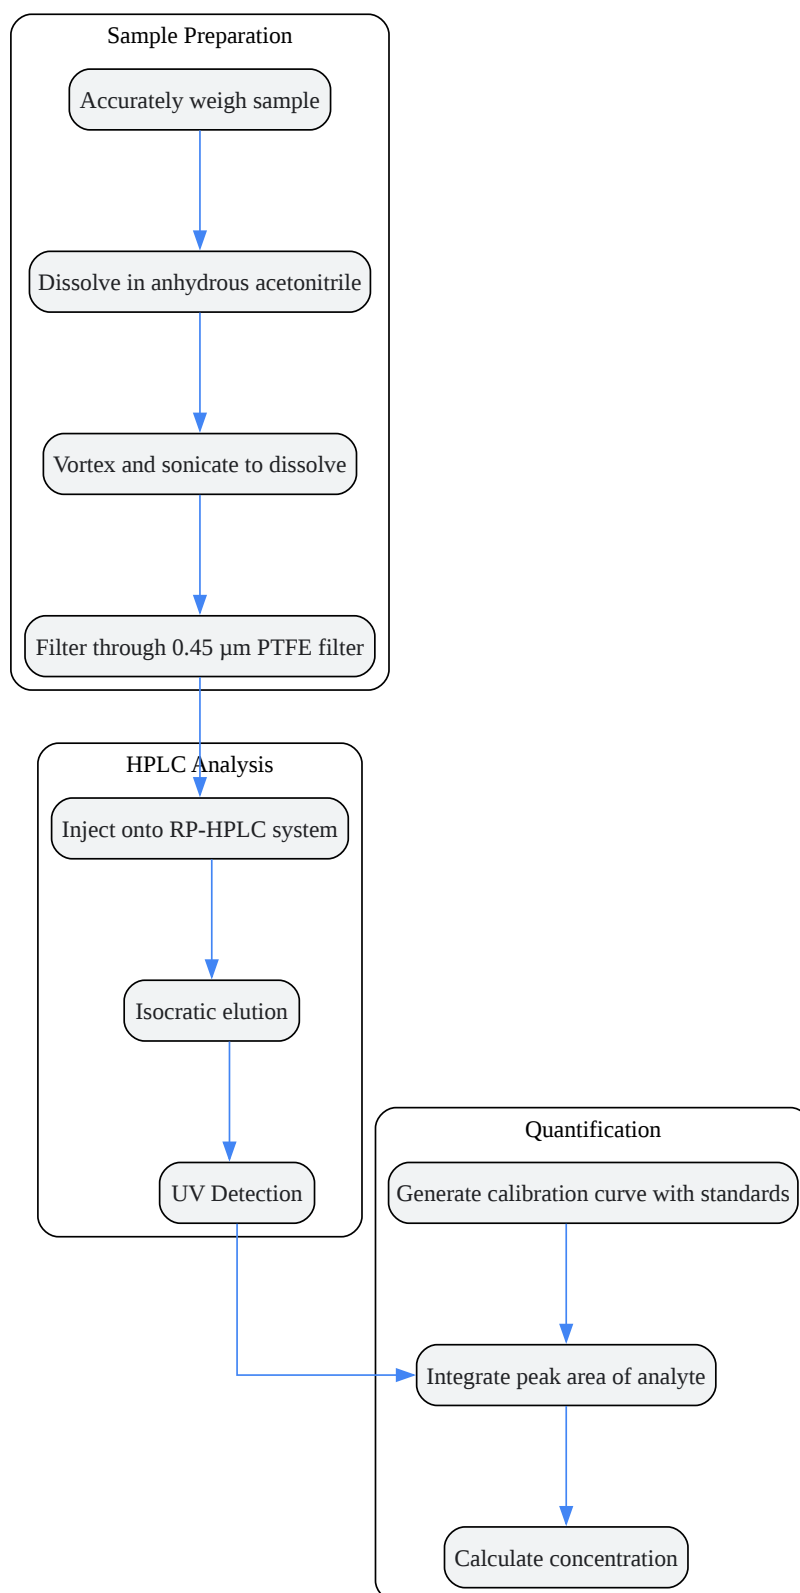 Sample Preparation
Accurately weigh sample
Dissolve in anhydrous acetonitrile
Vortex and sonicate to dissolve
Filter through 0.45 µm PTFE filter
HPLC Analysis
Inject onto RP-HPLC system
Isocratic elution
UV Detection
Quantification
Generate calibration curve with standards
Integrate peak area of analyte
Calculate concentration